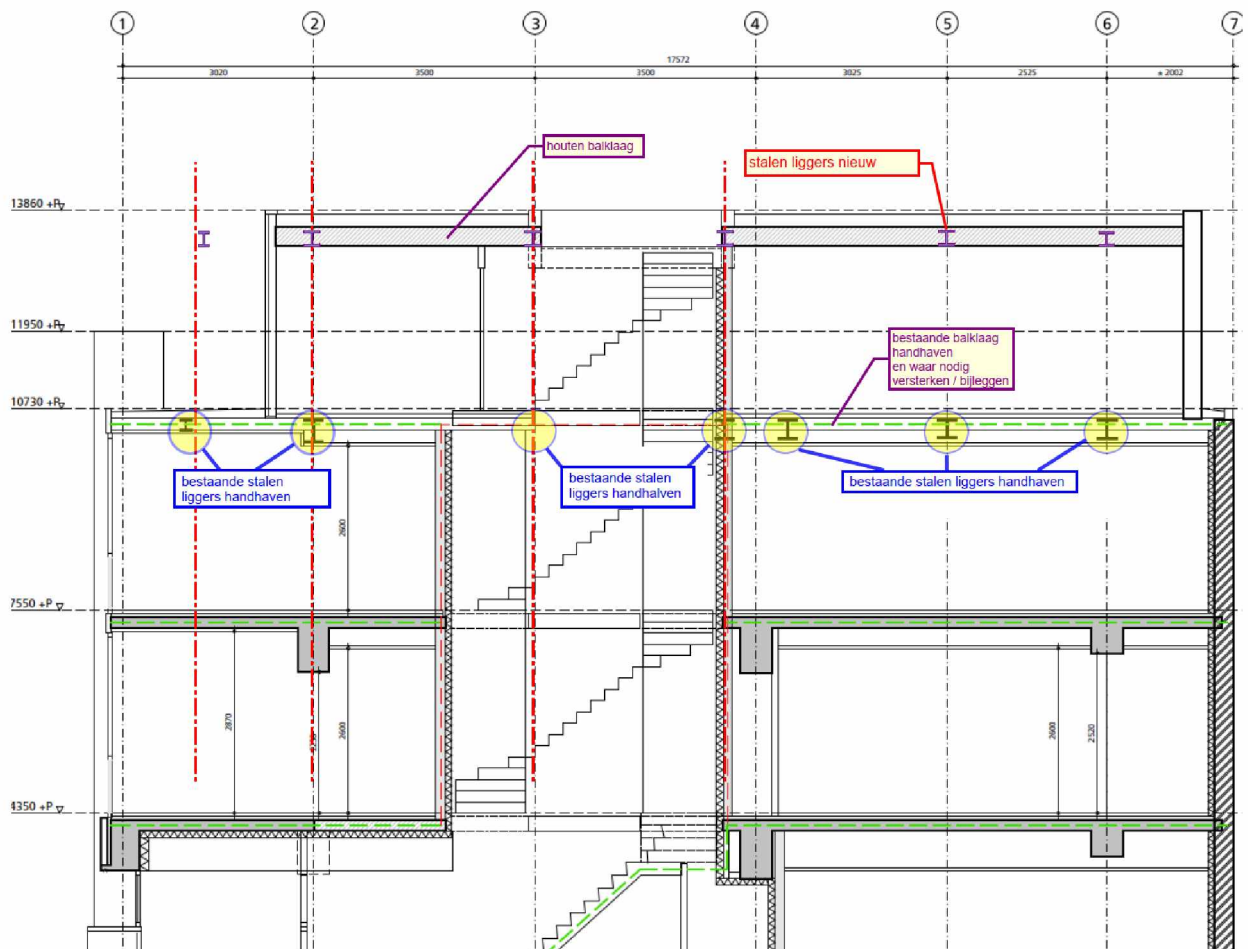 1 2 3 4 5 6 7
17572
3020 3500 3500 3025 2525 ± 2002
houten balklaag
stalen liggers nieuw
13860 +P
11950 +P
bestaande balklaag
handhaven
en waar nodig
versterken / bijleggen
10730 +P
bestaande stalen
liggers handhaven
bestaande stalen
liggers handhalven
bestaande stalen liggers handhaven
2600
7550 +P
2870
2600
2600
2520
4350 +P